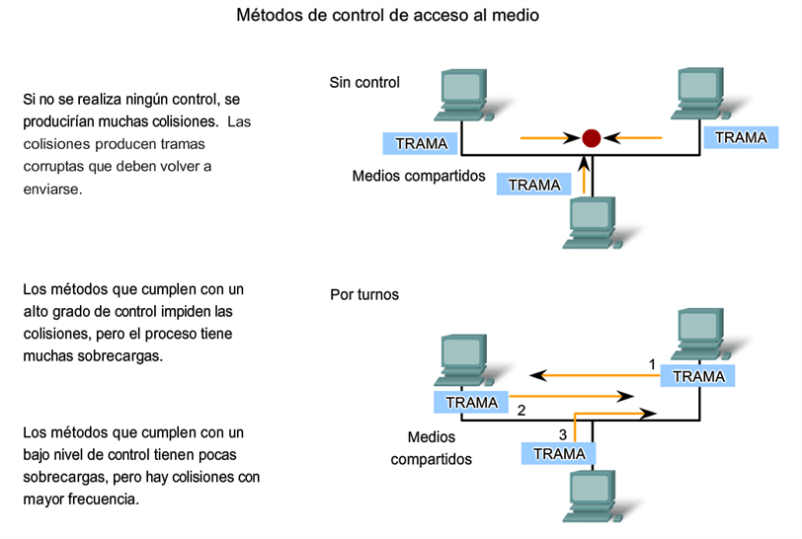 Métodos de control de acceso al medio
Si no se realiza ningún control, se
producirían muchas colisiones. Las
colisiones producen tramas
corruptas que deben volver a
enviarse.
Sin control
TRAMA
TRAMA
Medios compartidos
TRAMA
Los métodos que cumplen con un
alto grado de control impiden las
colisiones, pero el proceso tiene
muchas sobrecargas.
Los métodos que cumplen con un
bajo nivel de control tienen pocas
sobrecargas, pero hay colisiones con
mayor frecuencia.
Por turnos
1
TRAMA
TRAMA
2
Medios
compartidos
3
TRAMA